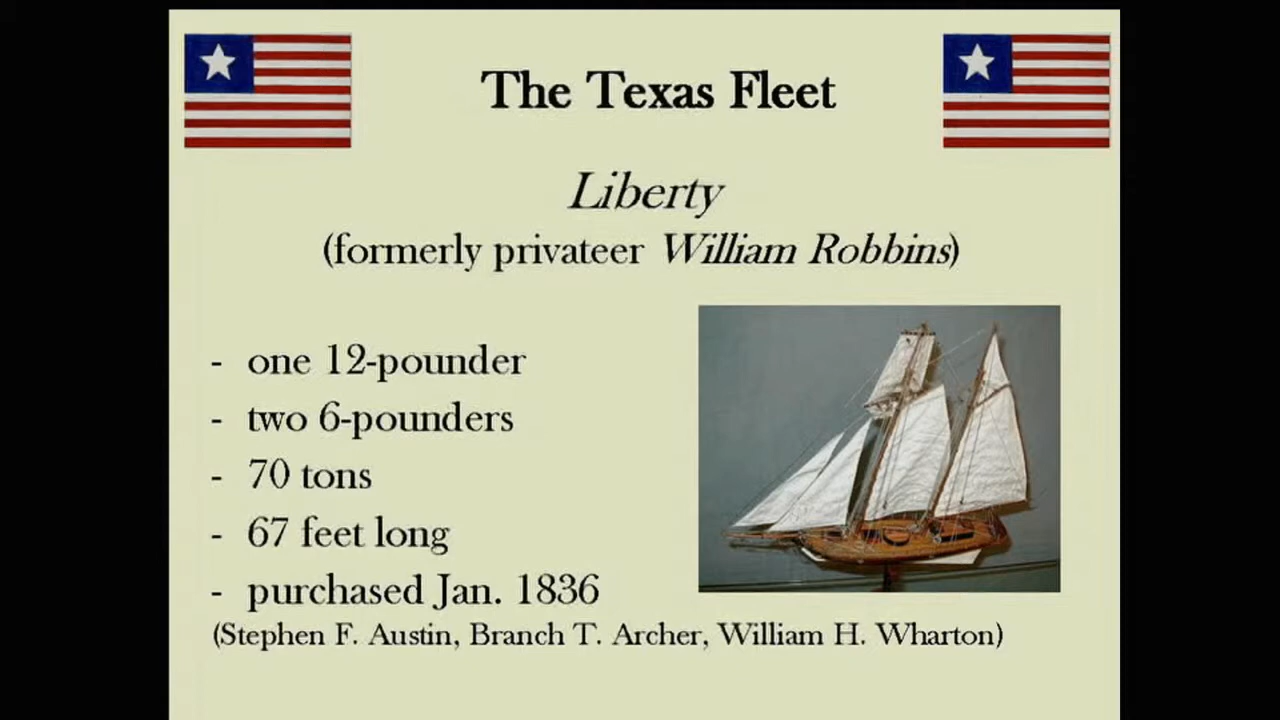 The Texas Fleet
Liberty
(formerly privateer William Robbins)
- one 12-pounder
- two 6-pounders
- 70 tons
- 67 feet long
- purchased Jan. 1836
(Stephen F. Austin, Branch T. Archer, William H. Wharton)